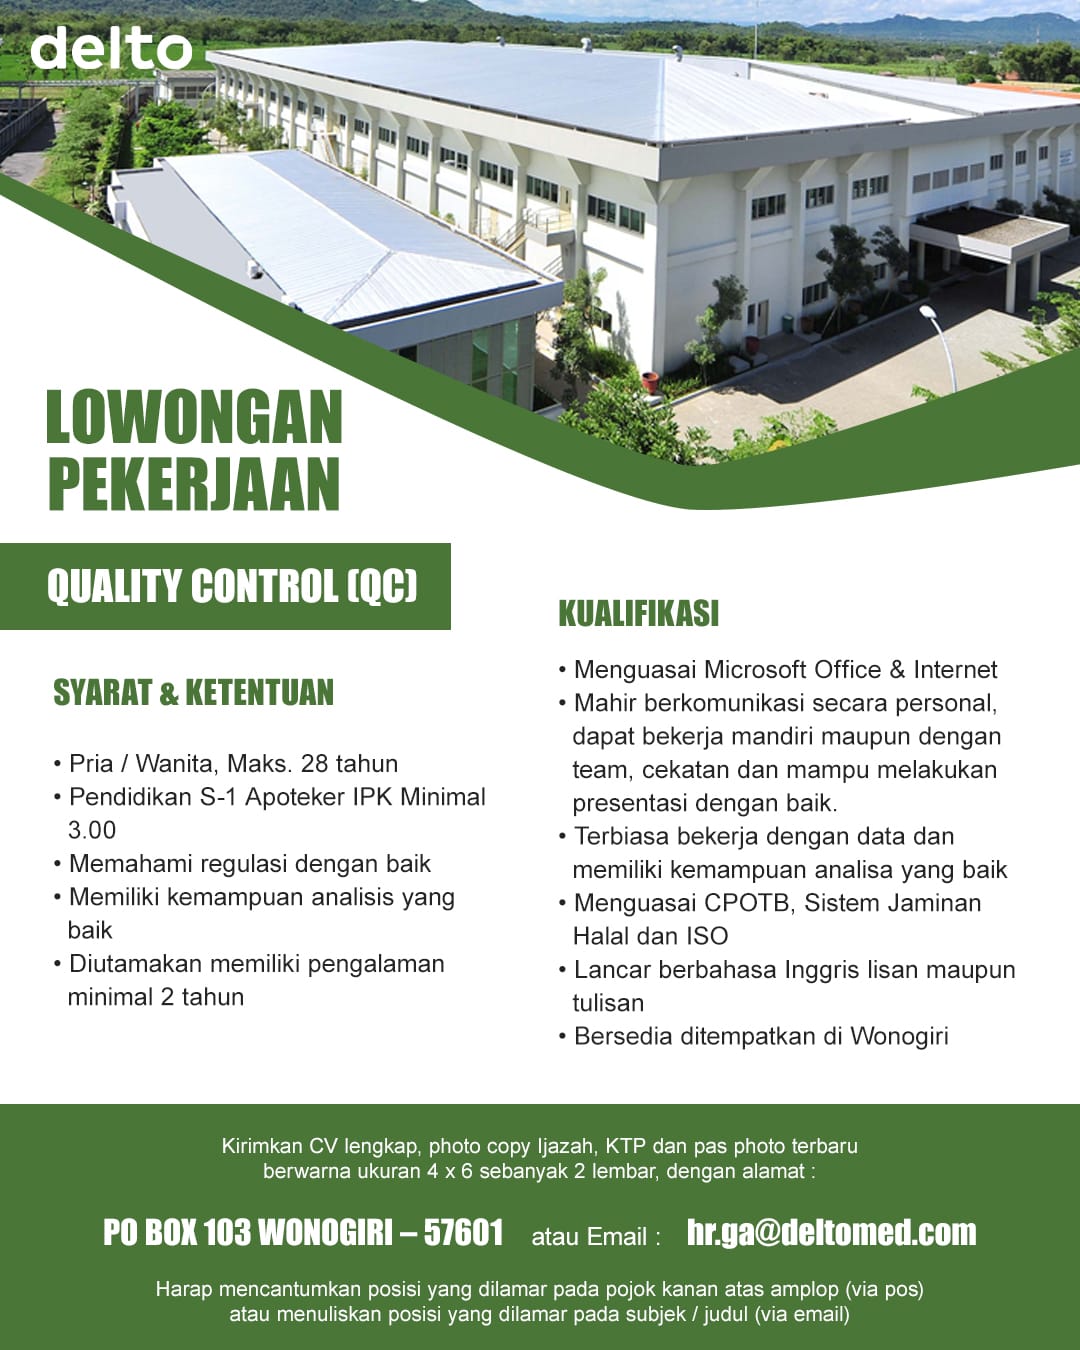 delto
LOWONGAN
PEKERJAAN
QUALITY CONTROL (QC)
SYARAT & KETENTUAN
• Pria / Wanita, Maks. 28 tahun
• Pendidikan S-1 Apoteker IPK Minimal
3.00
• Memahami regulasi dengan baik
• Memiliki kemampuan analisis yang
baik
• Diutamakan memiliki pengalaman
minimal 2 tahun
KUALIFIKASI
• Menguasai Microsoft Office & Internet
• Mahir berkomunikasi secara personal,
dapat bekerja mandiri maupun dengan
team, cekatan dan mampu melakukan
presentasi dengan baik.
• Terbiasa bekerja dengan data dan
memiliki kemampuan analisa yang baik
• Menguasai CPOTB, Sistem Jaminan
Halal dan ISO
• Lancar berbahasa Inggris lisan maupun
tulisan
• Bersedia ditempatkan di Wonogiri
Kirimkan CV lengkap, photo copy Ijazah, KTP dan pas photo terbaru
berwarna ukuran 4 x 6 sebanyak 2 lembar, dengan alamat :
PO BOX 103 WONOGIRI – 57601 atau Email : hr.ga@deltomed.com
Harap mencantumkan posisi yang dilamar pada pojok kanan atas amplop (via pos)
atau menuliskan posisi yang dilamar pada subjek / judul (via email)